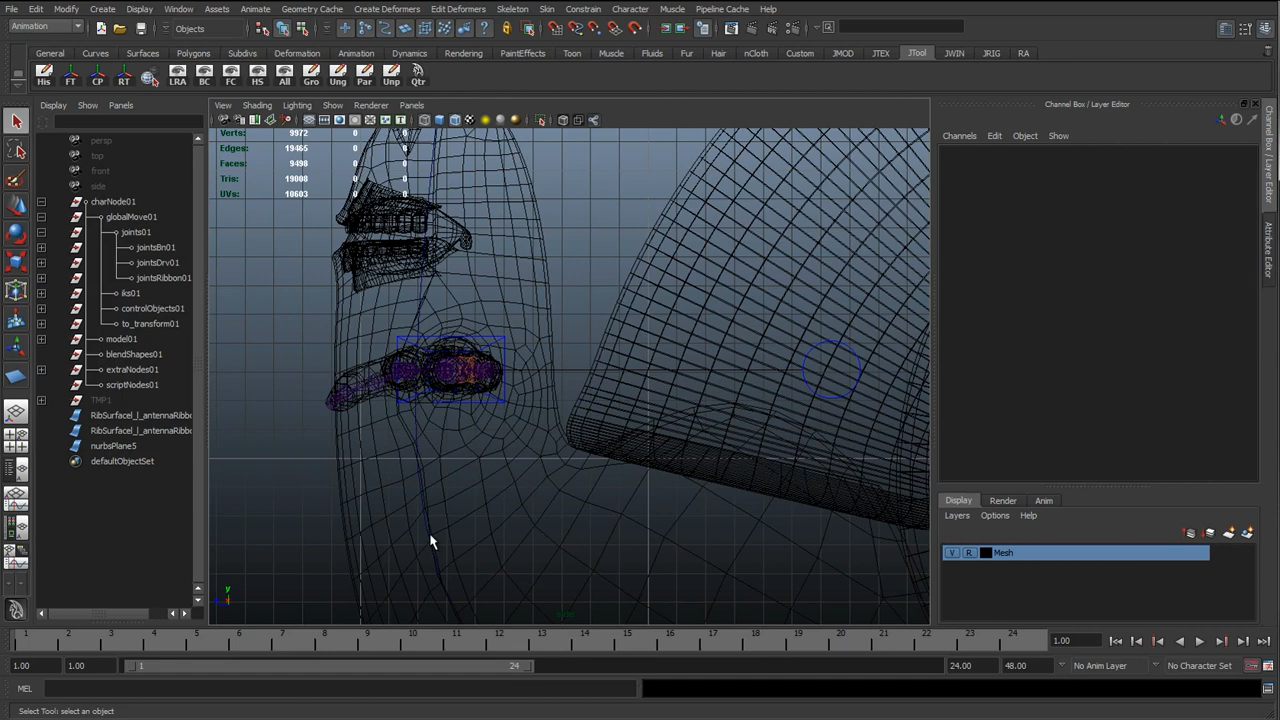 File Edit Modify Create Display Window Assets Animate Geometry Cache Create Deformers Edit Deformers Skeleton Skin Constrain Character Muscle Pipeline Cache Help
Animation Objects
General Curves Surfaces Polygons Subdivs Deformation Animation Dynamics Rendering PaintEffects Toon Muscle Fluids Fur Hair nCloth Custom JMOD JTEX JTool JWIN JRIG RA
His FT CP RT LRA BC FC HS All Gro Ung Par Unp Qtr
Display Show Panels
View Shading Lighting Show Renderer Panels
Channel Box / Layer Editor
Channels Edit Object Show
Verts: 9972 0 0
Edges: 19465 0 0
Faces: 9498 0 0
Tris: 19008 0 0
UVs: 10603 0 0
persp
top
front
side
charNode01
globalMove01
joints01
jointsBn01
jointsDrv01
jointsRibbon01
iks01
controlObjects01
to_transform01
model01
blendShapes01
extraNodes01
scriptNodes01
TMP1
RibSurfacel_l_antennaRibbo
RibSurfacel_l_antennaRibbo
nurbsPlane5
defaultObjectSet
y
side
Channel Box / Layer Editor
Attribute Editor
Display Render Anim
Layers Options Help
V R Mesh
1 2 3 4 5 6 7 8 9 10 11 12 13 14 15 16 17 18 19 20 21 22 23 24
1.00
1.00 1.00 1 24 24.00 48.00 No Anim Layer No Character Set
MEL
Select Tool: select an object